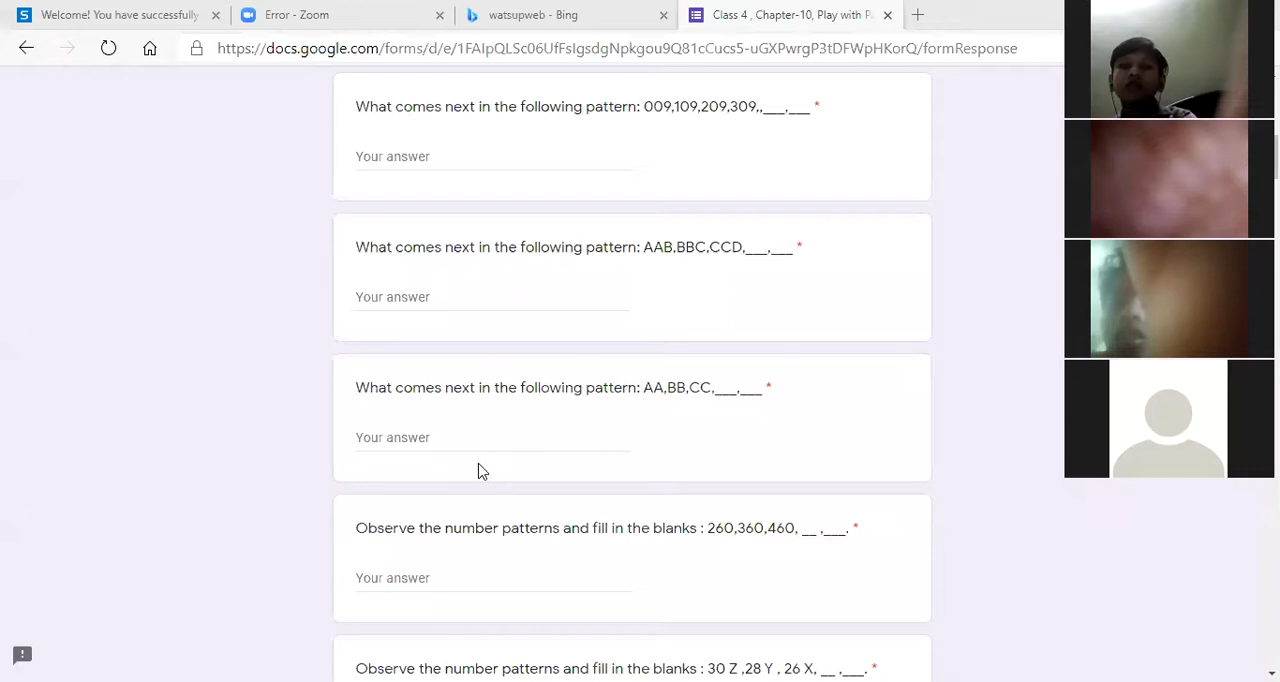 Welcome! You have successfully
Error - Zoom
watsupweb - Bing
Class 4 , Chapter-10, Play with Pa
https://docs.google.com/forms/d/e/1FAIpQLSc06UfFsIgsdgNpkgou9Q81cCucs5-uGXPwrgP3tDFWpHKorQ/formResponse
What comes next in the following pattern: 009,109,209,309,,___,___ *
Your answer
What comes next in the following pattern: AAB,BBC,CCD,___,___ *
Your answer
What comes next in the following pattern: AA,BB,CC,___,___ *
Your answer
Observe the number patterns and fill in the blanks : 260,360,460, __ ,___. *
Your answer
Observe the number patterns and fill in the blanks : 30 Z ,28 Y , 26 X, __ ,___. *